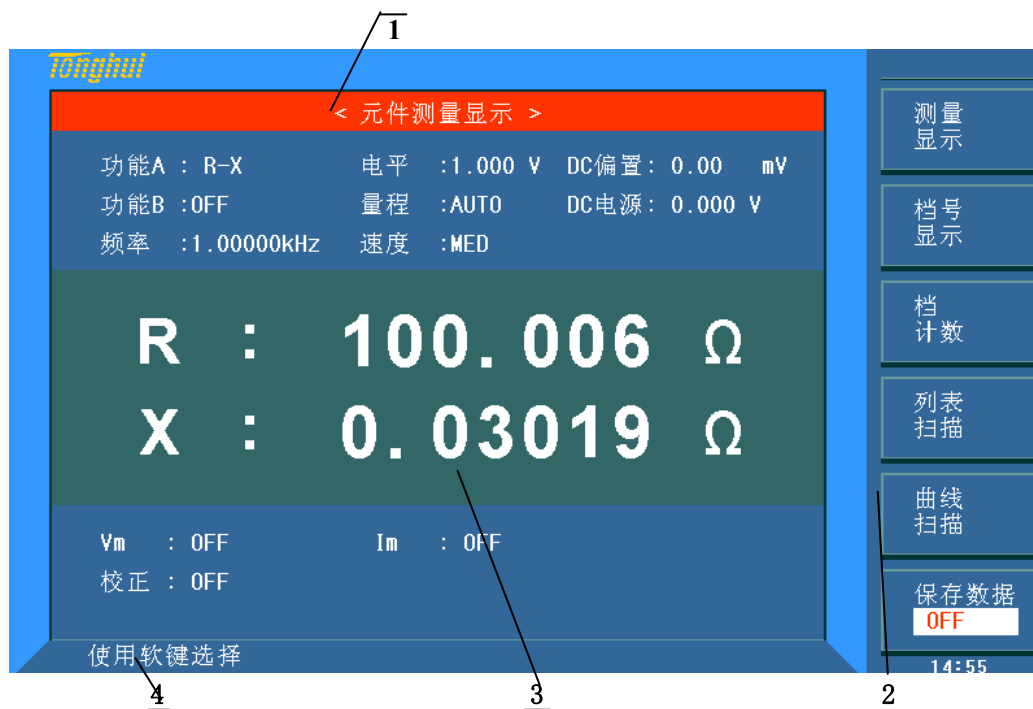 1
Tonghui
< 元件测量显示 >
功能A : R-X 电平 :1.000 V DC偏置: 0.00 mV
功能B :OFF 量程 :AUTO DC电源: 0.000 V
频率 :1.00000kHz 速度 :MED
R : 100.006 Ω
X : 0.03019 Ω
Vm : OFF Im : OFF
校正 : OFF
使用软键选择
测量
显示
档号
显示
档
计数
列表
扫描
曲线
扫描
保存数据
OFF
14:55
4 3 2